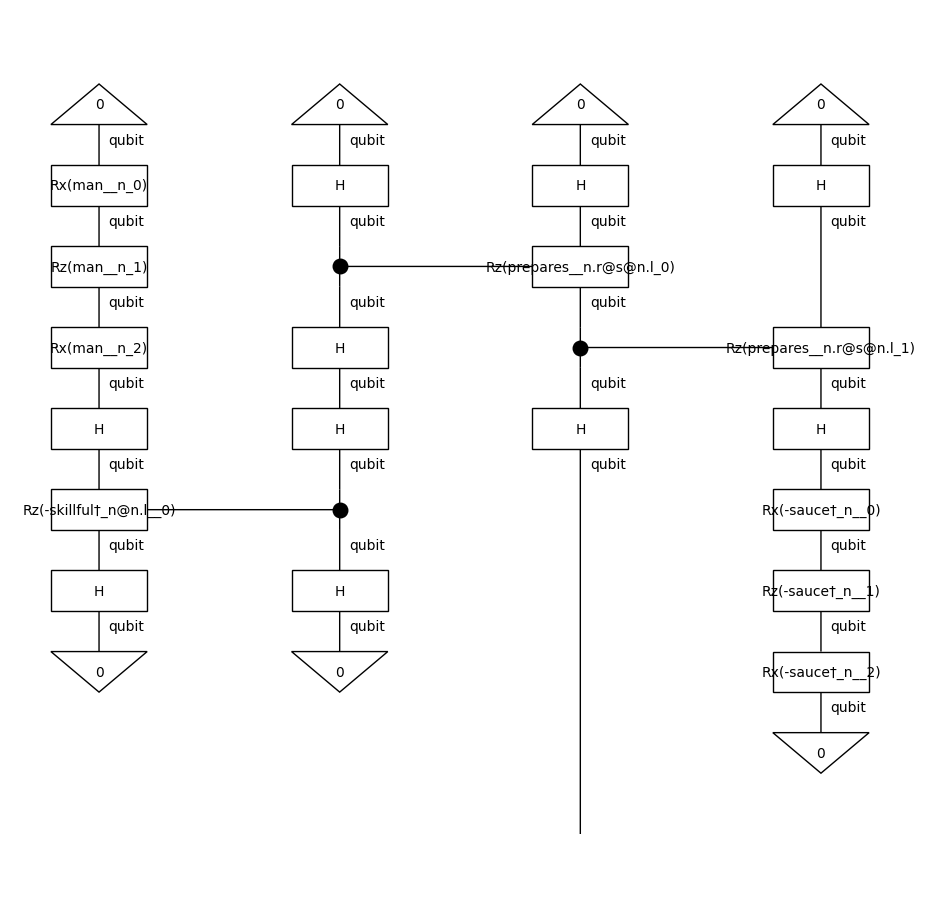 0 0 0 0
qubit qubit qubit qubit
Rx(man__n_0) H H H
qubit qubit qubit qubit
Rz(man__n_1) Rz(prepares__n.r@s@n.l_0)
qubit qubit qubit
Rx(man__n_2) H Rz(prepares__n.r@s@n.l_1)
qubit qubit qubit qubit
H H H H
qubit qubit qubit qubit
Rz(-skillful†_n@n.l__0) Rx(-sauce†_n__0)
qubit qubit qubit
H H Rz(-sauce†_n__1)
qubit qubit qubit
0 0 Rx(-sauce†_n__2)
qubit
0